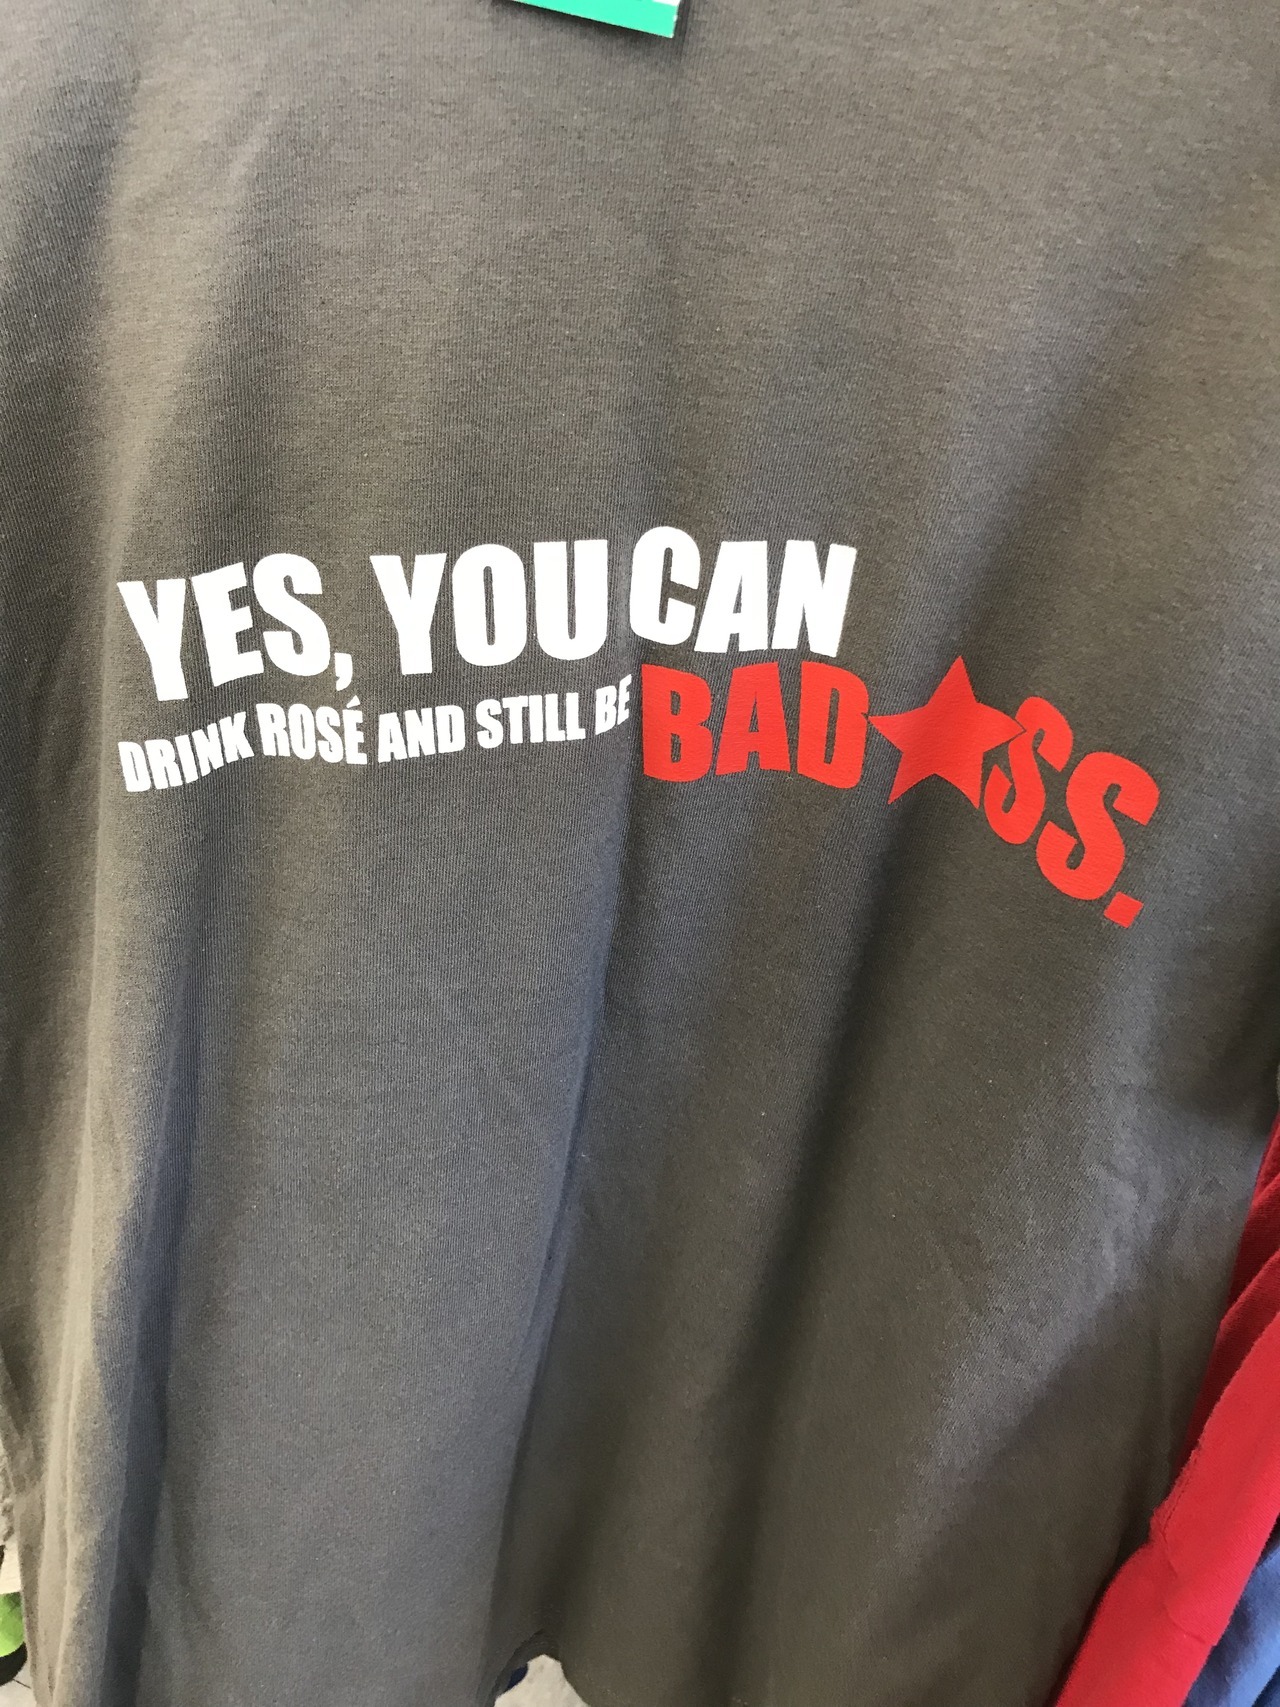 YES, YOU CAN
DRINK ROSÉ AND STILL BE BAD★SS.